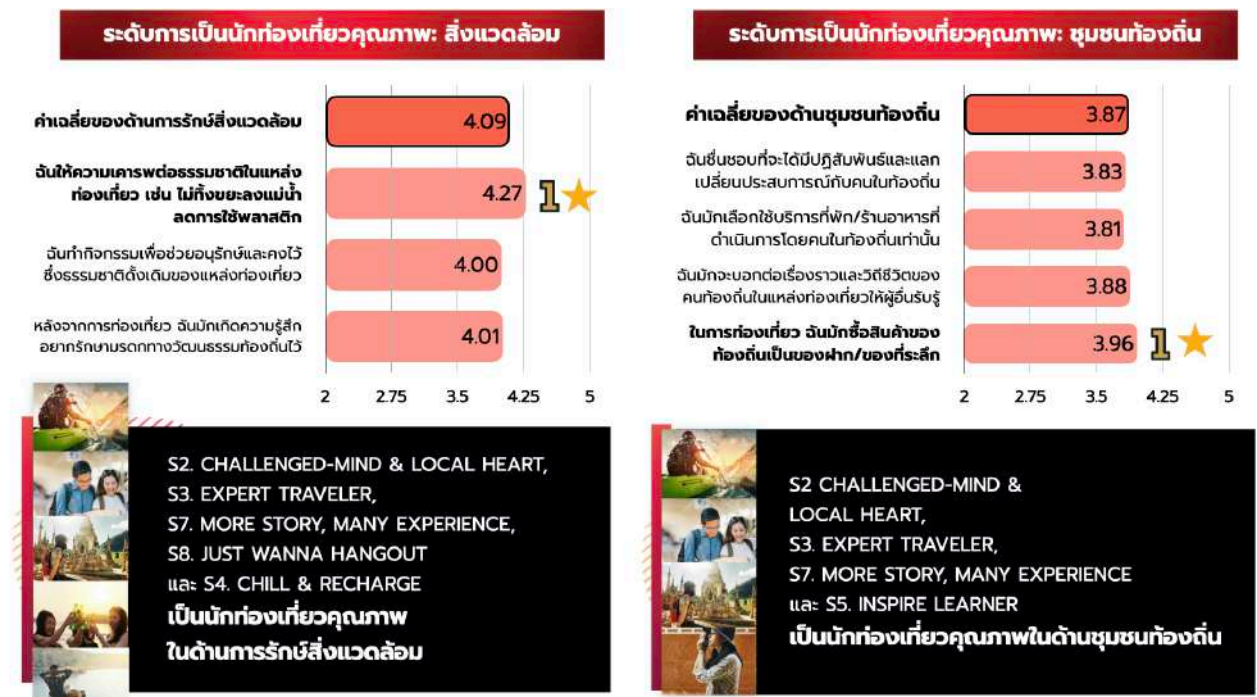 ระดับการเป็นนักท่องเที่ยวคุณภาพ: สิ่งแวดล้อม
ค่าเฉลี่ยของด้านการรักษ์สิ่งแวดล้อม
4.09
ฉันให้ความเคารพต่อธรรมชาติในแหล่ง
ท่องเที่ยว เช่น ไม่ทิ้งขยะลงแม่น้ำ
ลดการใช้พลาสติก
4.27
1
ฉันทำกิจกรรมเพื่อช่วยอนุรักษ์และคงไว้
ซึ่งธรรมชาติดั้งเดิมของแหล่งท่องเที่ยว
4.00
หลังจากการท่องเที่ยว ฉันมักเกิดความรู้สึก
อยากรักษามรดกทางวัฒนธรรมท้องถิ่นไว้
4.01
2 2.75 3.5 4.25 5
S2. CHALLENGED-MIND & LOCAL HEART,
S3. EXPERT TRAVELER,
S7. MORE STORY, MANY EXPERIENCE,
S8. JUST WANNA HANGOUT
และ S4. CHILL & RECHARGE
เป็นนักท่องเที่ยวคุณภาพ
ในด้านการรักษ์สิ่งแวดล้อม
ระดับการเป็นนักท่องเที่ยวคุณภาพ: ชุมชนท้องถิ่น
ค่าเฉลี่ยของด้านชุมชนท้องถิ่น
3.87
ฉันชื่นชอบที่จะได้มีปฏิสัมพันธ์และแลก
เปลี่ยนประสบการณ์กับคนในท้องถิ่น
3.83
ฉันมักเลือกใช้บริการที่พัก/ร้านอาหารที่
ดำเนินการโดยคนในท้องถิ่นเท่านั้น
3.81
ฉันมักจะบอกต่อเรื่องราวและวิถีชีวิตของ
คนท้องถิ่นในแหล่งท่องเที่ยวให้ผู้อื่นรับรู้
3.88
ในการท่องเที่ยว ฉันมักซื้อสินค้าของ
ท้องถิ่นเป็นของฝาก/ของที่ระลึก
3.96
1
2 2.75 3.5 4.25 5
S2 CHALLENGED-MIND &
LOCAL HEART,
S3. EXPERT TRAVELER,
S7. MORE STORY, MANY EXPERIENCE
และ S5. INSPIRE LEARNER
เป็นนักท่องเที่ยวคุณภาพในด้านชุมชนท้องถิ่น